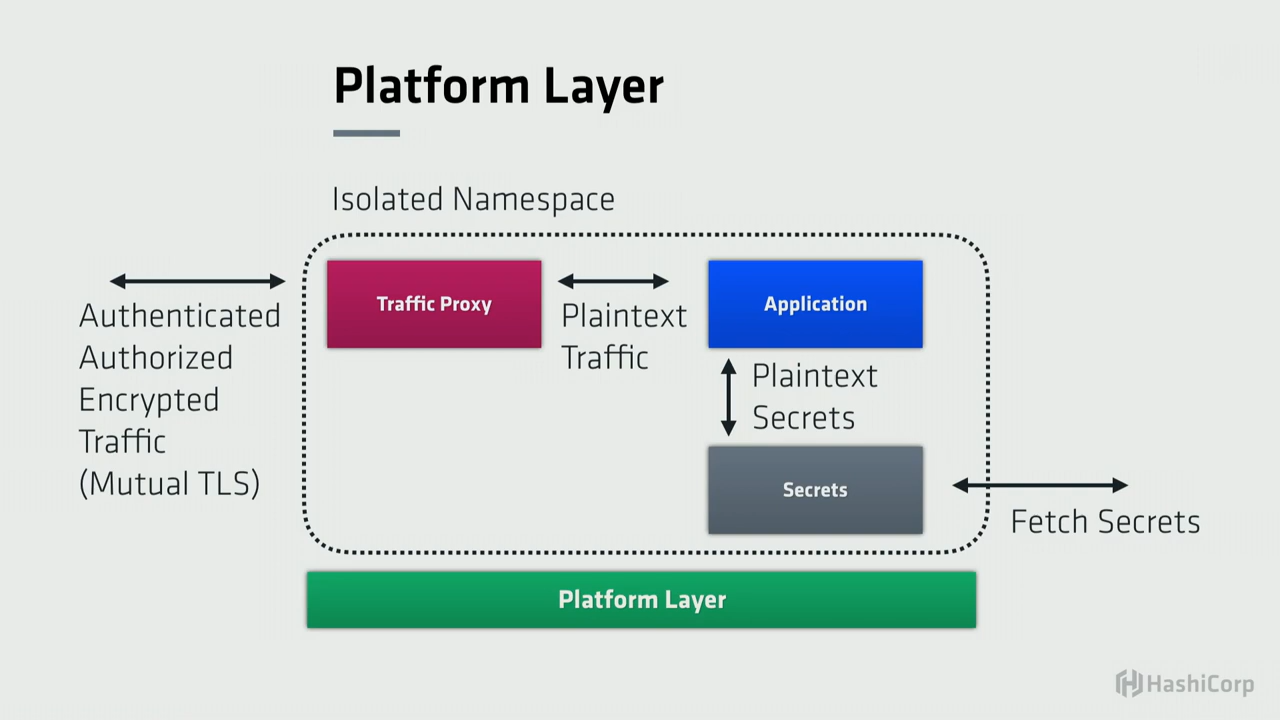 Platform Layer
Isolated Namespace
Traffic Proxy
Application
Authenticated
Authorized
Encrypted
Traffic
(Mutual TLS)
Plaintext
Traffic
Plaintext
Secrets
Secrets
Fetch Secrets
Platform Layer
HashiCorp